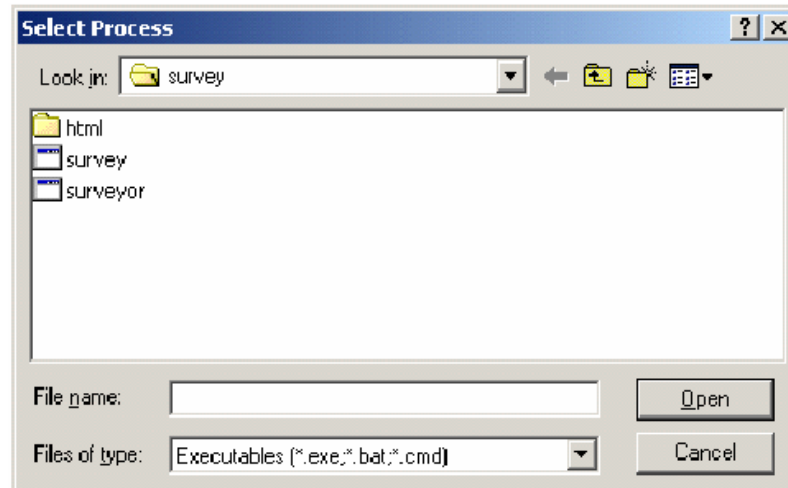 Select Process
Look in: survey
html
survey
surveyor
File name: Open
Files of type: Executables (*.exe;*.bat;*.cmd) Cancel